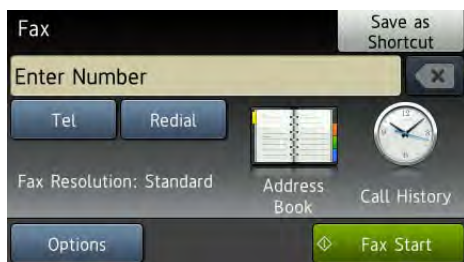 Fax
Save as
Shortcut
Enter Number
Tel
Redial
Fax Resolution: Standard
Address
Book
Call History
Options
Fax Start